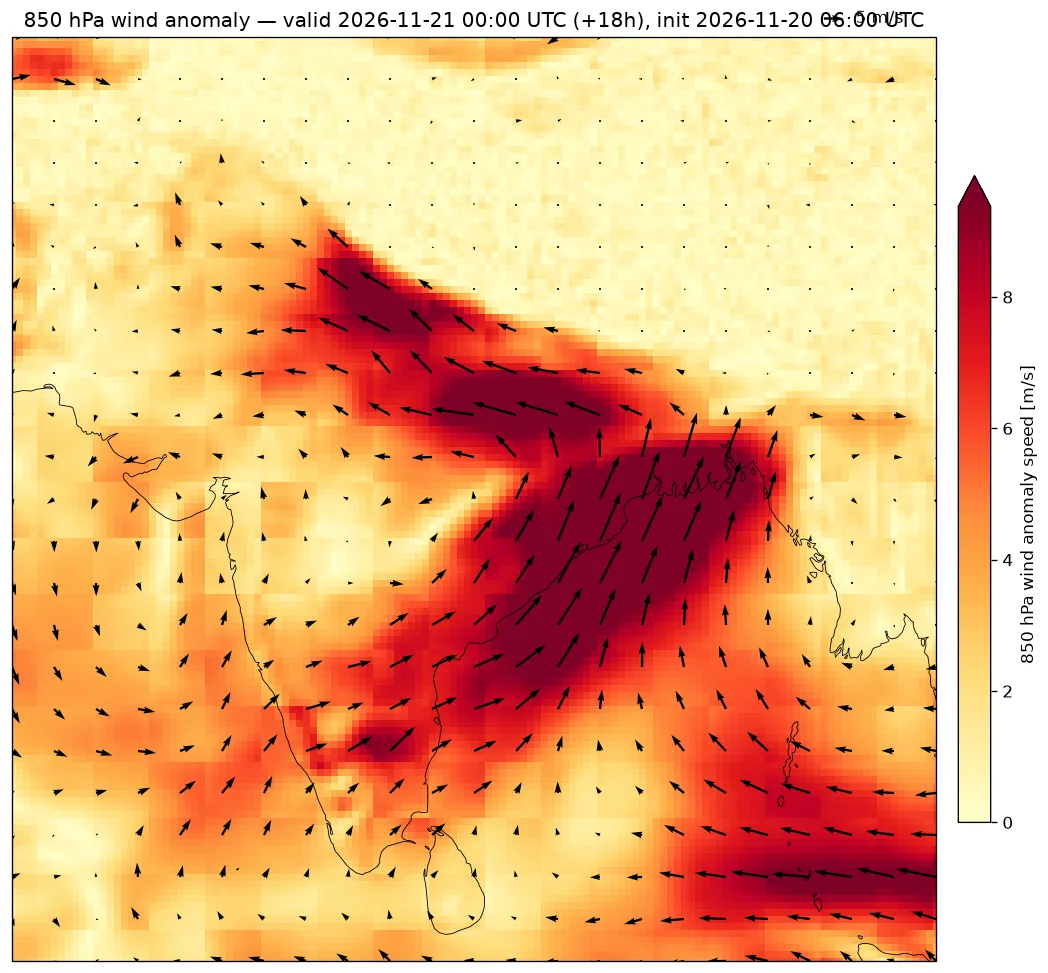 850 hPa wind anomaly — valid 2026-11-21 00:00 UTC (+18h), init 2026-11-20 06:00 UTC
5 m/s
8
6
4
2
0
850 hPa wind anomaly speed [m/s]